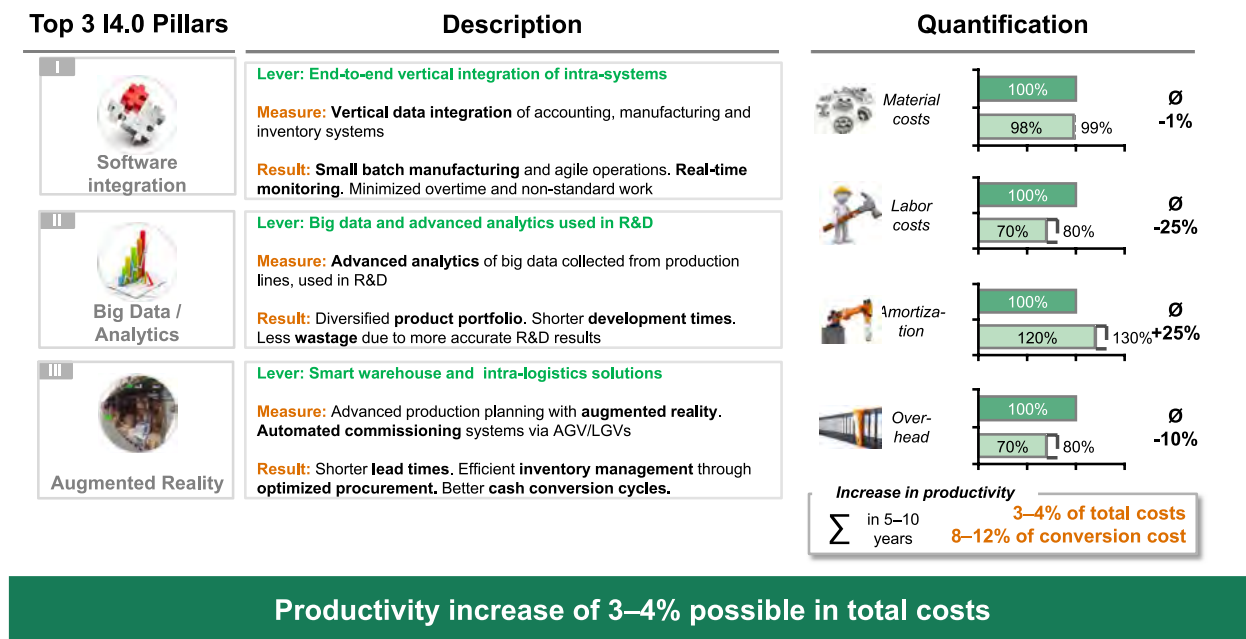 Top 3 I4.0 Pillars
Description
Quantification
I
Software
integration
Lever: End-to-end vertical integration of intra-systems
Measure: Vertical data integration of accounting, manufacturing and
inventory systems
Result: Small batch manufacturing and agile operations. Real-time
monitoring. Minimized overtime and non-standard work
II
Big Data /
Analytics
Lever: Big data and advanced analytics used in R&D
Measure: Advanced analytics of big data collected from production
lines, used in R&D
Result: Diversified product portfolio. Shorter development times.
Less wastage due to more accurate R&D results
III
Augmented Reality
Lever: Smart warehouse and intra-logistics solutions
Measure: Advanced production planning with augmented reality.
Automated commissioning systems via AGV/LGVs
Result: Shorter lead times. Efficient inventory management through
optimized procurement. Better cash conversion cycles.
Material
costs
100%
98%
99%
Ø
-1%
Labor
costs
100%
70%
80%
Ø
-25%
Amortiza-
tion
100%
120%
130%
Ø
+25%
Over-
head
100%
70%
80%
Ø
-10%
Increase in productivity
∑
in 5–10
years
3–4% of total costs
8–12% of conversion cost
Productivity increase of 3–4% possible in total costs